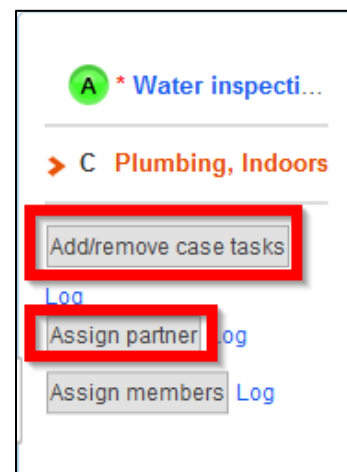 A * Water inspecti...
C Plumbing, Indoors
Add/remove case tasks
Log
Assign partner Log
Assign members Log